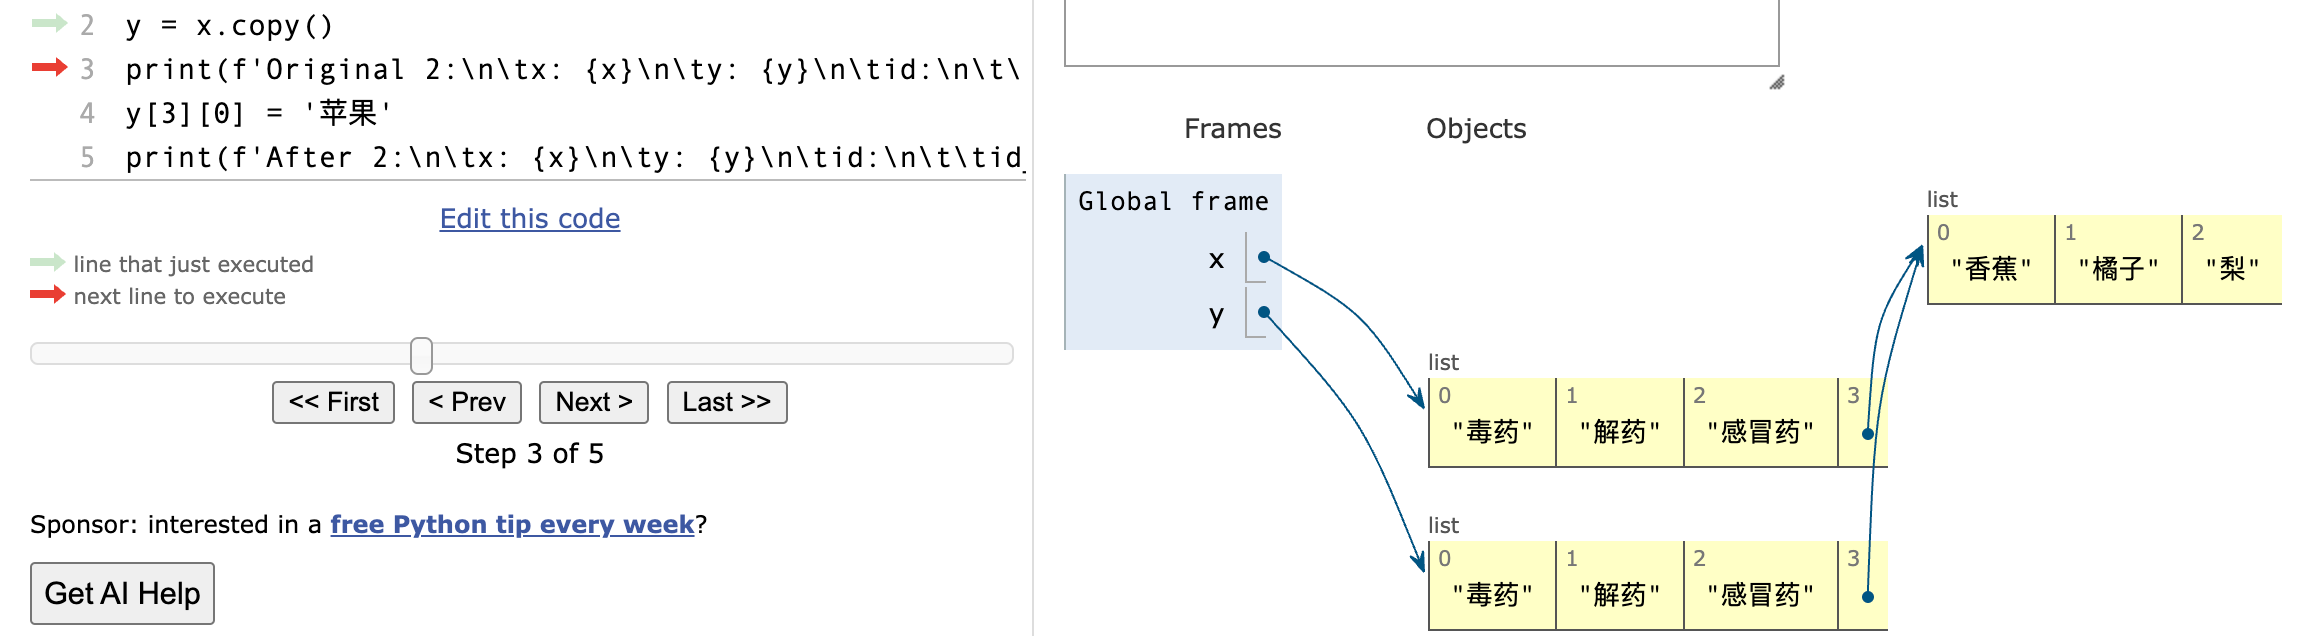 2 y = x.copy()
3 print(f'Original 2:\n\tx: {x}\n\ty: {y}\n\tid:\n\t\
4 y[3][0] = '苹果'
5 print(f'After 2:\n\tx: {x}\n\ty: {y}\n\tid:\n\t\tid_
Edit this code
line that just executed
next line to execute
<< First < Prev Next > Last >>
Step 3 of 5
Sponsor: interested in a free Python tip every week?
Get AI Help
Frames Objects
Global frame
x
y
list
0 1 2
"香蕉" "橘子" "梨"
list
0 1 2 3
"毒药" "解药" "感冒药"
list
0 1 2 3
"毒药" "解药" "感冒药"